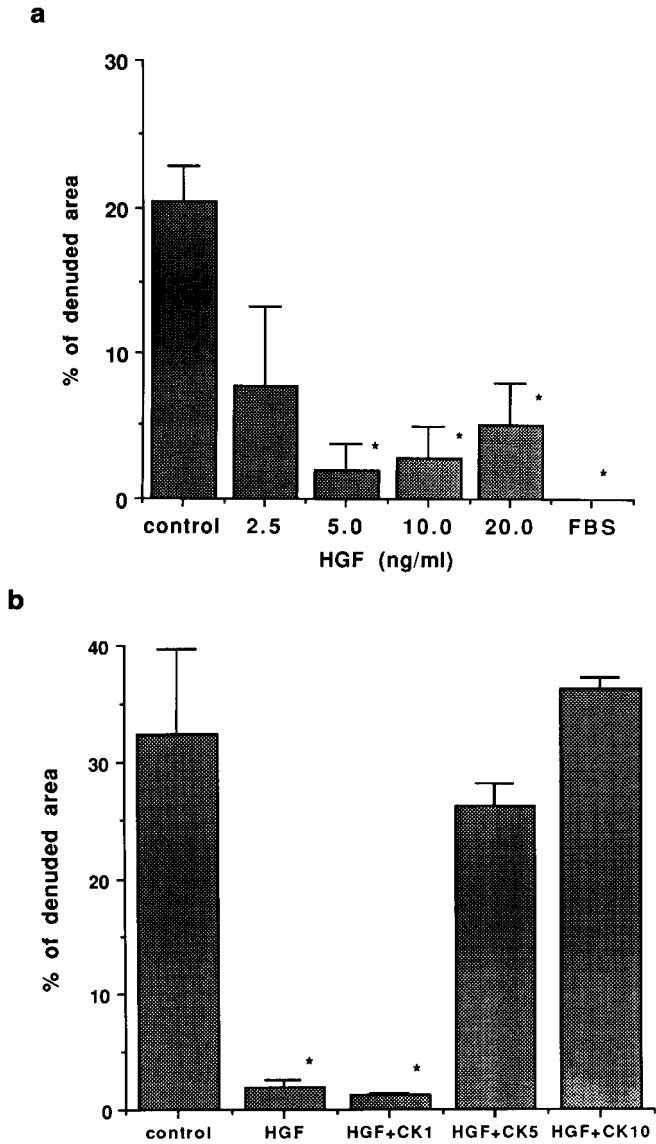 a
30
20
10
0
% of denuded area
*
*
*
*
control 2.5 5.0 10.0 20.0 FBS
HGF (ng/ml)
b
40
30
20
10
0
% of denuded area
*
*
control HGF HGF+CK1 HGF+CK5 HGF+CK10